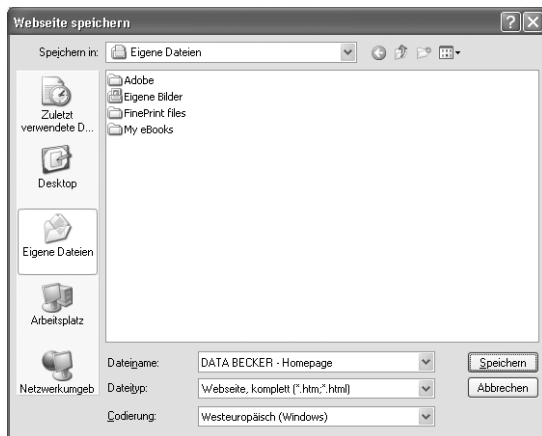 Webseite speichern
Speichern in:
Eigene Dateien
Zuletzt
verwendete D...
Desktop
Eigene Dateien
Arbeitsplatz
Netzwerkumgeb
Adobe
Eigene Bilder
FinePrint files
My eBooks
Dateiname:
DATA BECKER - Homepage
Speichern
Dateityp:
Webseite, komplett (*.htm;*.html)
Abbrechen
Codierung:
Westeuropäisch (Windows)